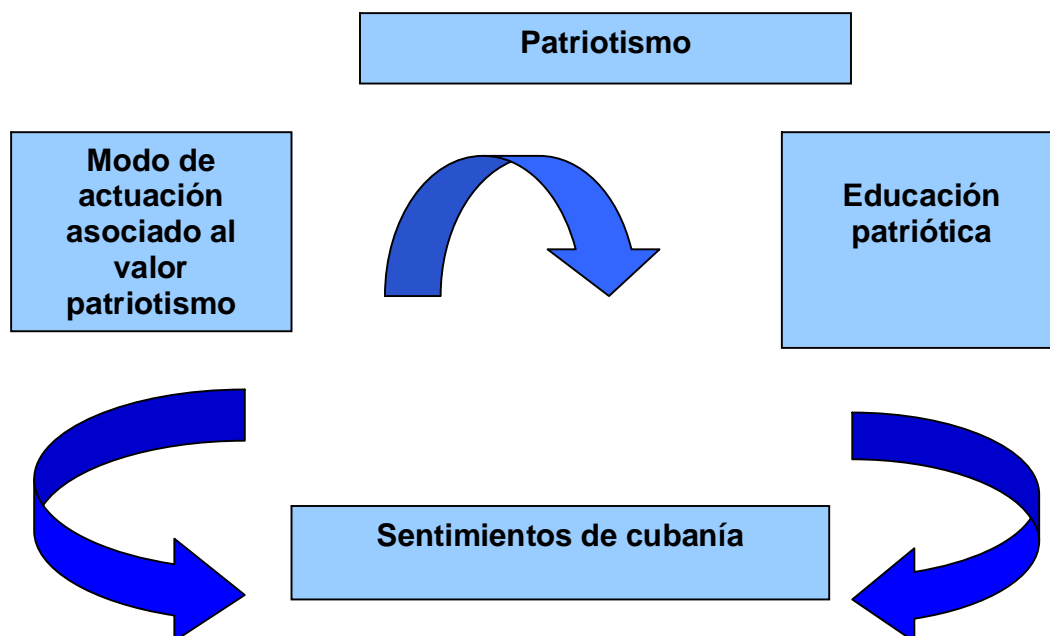 Patriotismo
Modo de
actuación
asociado al
valor
patriotismo
Educación
patriótica
Sentimientos de cubanía